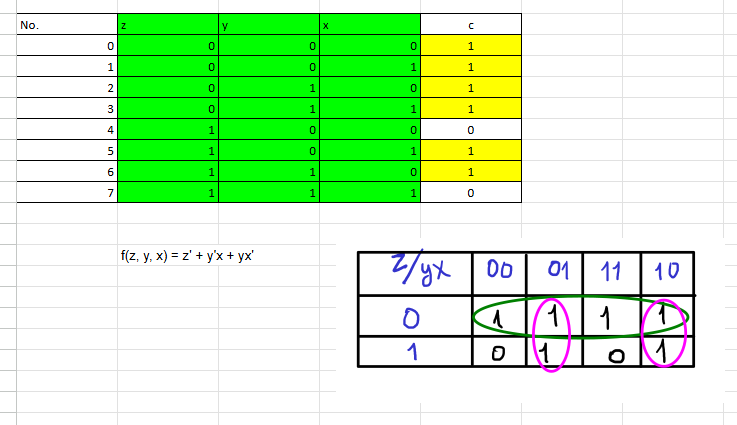 No. z y x c
0 0 0 0 1
1 0 0 1 1
2 0 1 0 1
3 0 1 1 1
4 1 0 0 0
5 1 0 1 1
6 1 1 0 1
7 1 1 1 0
f(z, y, x) = z' + y'x + yx'
z/yx 00 01 11 10
0 1 1 1 1
1 0 1 0 1